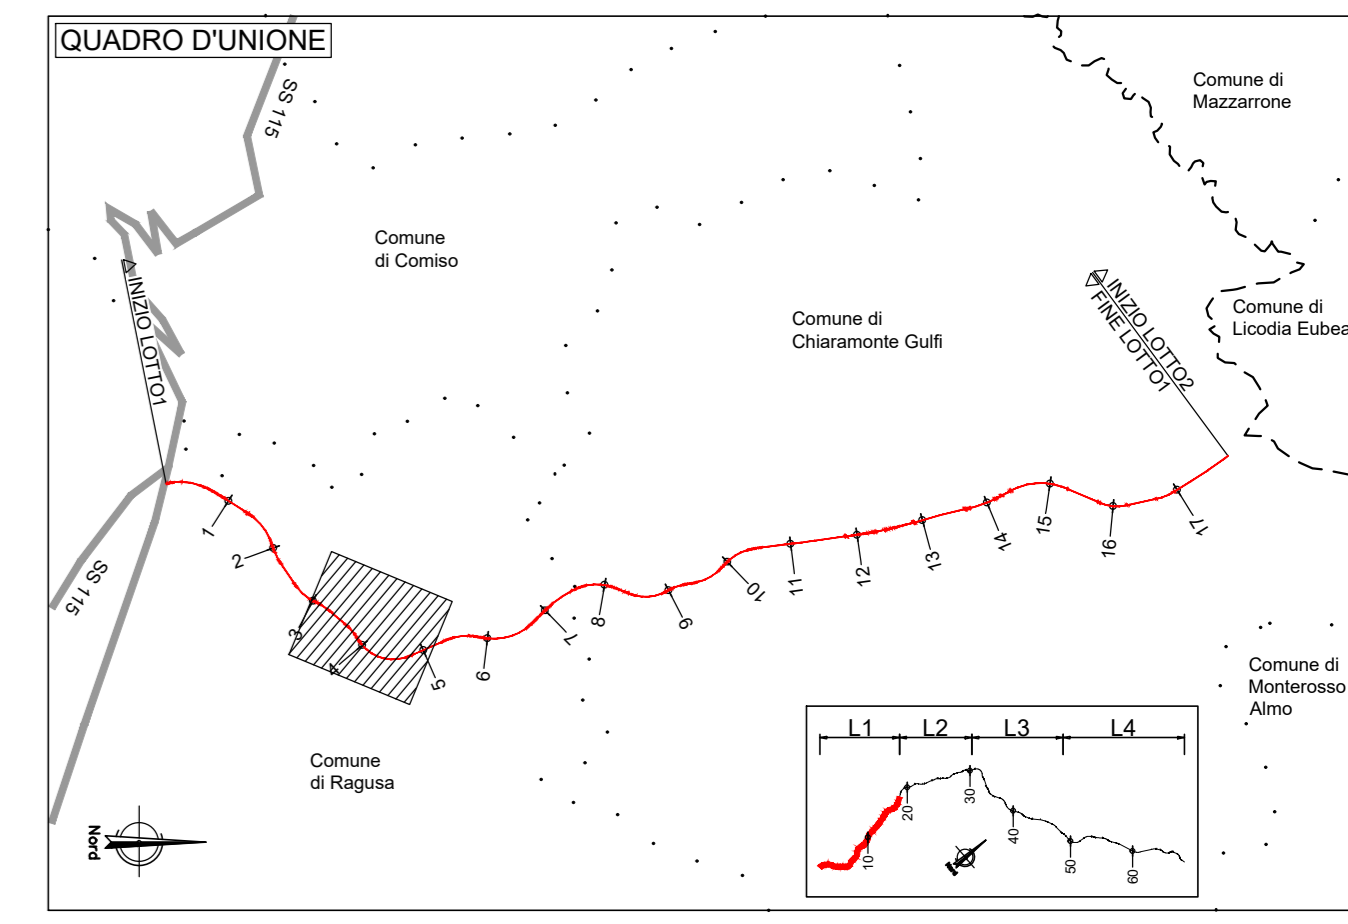 QUADRO D'UNIONE
SS 115
Comune di
Mazzarrone
Comune
di Comiso
INIZIO LOTTO1
INIZIO LOTTO2
FINE LOTTO1
Comune di
Licodia Eubea
Comune di
Chiaramonte Gulfi
SS 115
1
2
3
4
5
6
7
8
9
10
11
12
13
14
15
16
17
Comune di
Monterosso
Almo
Comune
di Ragusa
Nord
L1
L2
L3
L4
10
20
30
40
50
60